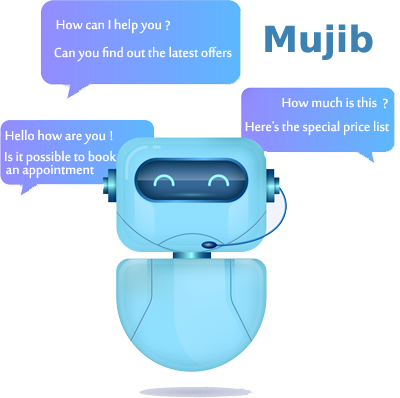 How can I help you ?
Can you find out the latest offers
Mujib
How much is this ?
Here's the special price list
Hello how are you !
Is it possible to book
an appointment